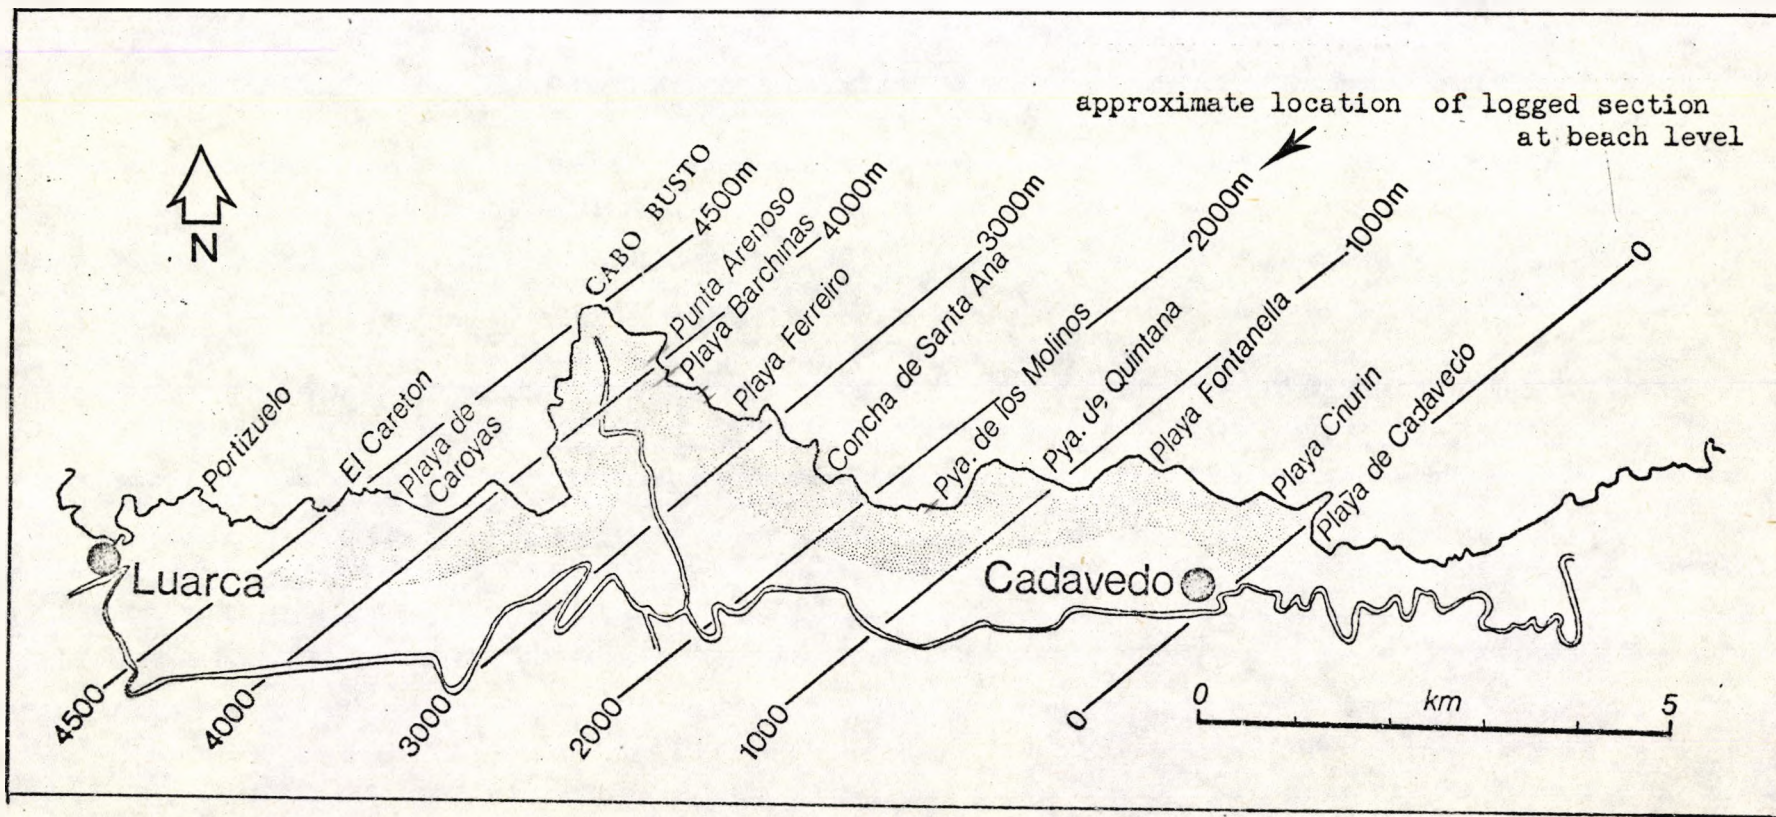 approximate location of logged section
at beach level
N
CABO BUSTO
4500m
Punta Arenoso
Playa Barchinas
4000m
Playa Ferreiro
3000m
Concha de Santa Ana
2000m
Pya. de los Molinos
Pya. de Quintana
1000m
Playa Fontanella
0
Playa Cnurin
Playa de Cadavedo
Portizuelo
El Careton
Playa de
Caroyas
Luarca
Cadavedo
4500
4000
3000
2000
1000
0
0 km 5